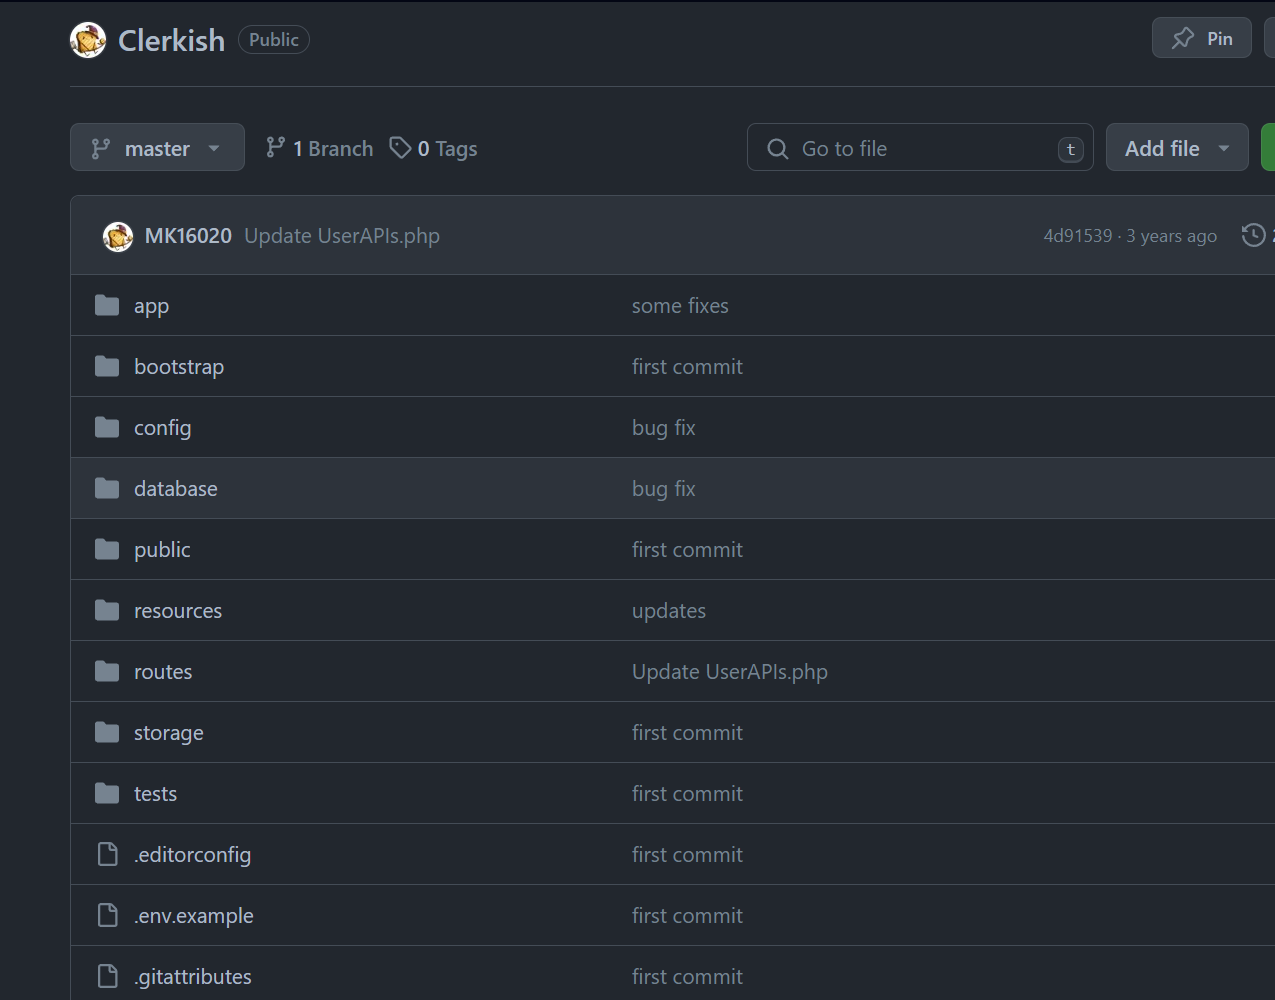 Clerkish Public Pin
master 1 Branch 0 Tags Go to file t Add file
MK16020 Update UserAPIs.php 4d91539 · 3 years ago
app some fixes
bootstrap first commit
config bug fix
database bug fix
public first commit
resources updates
routes Update UserAPIs.php
storage first commit
tests first commit
.editorconfig first commit
.env.example first commit
.gitattributes first commit